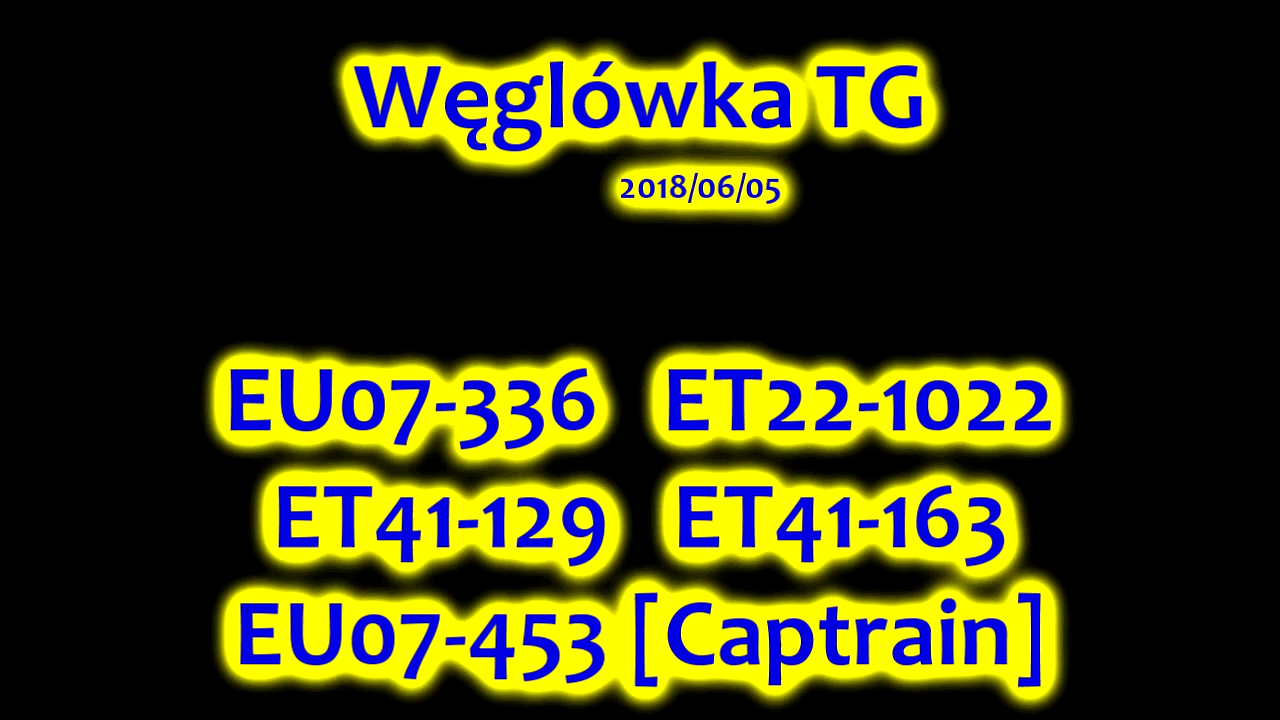 Węglówka TG
2018/06/05
EU07-336 ET22-1022
ET41-129 ET41-163
EU07-453 [Captrain]